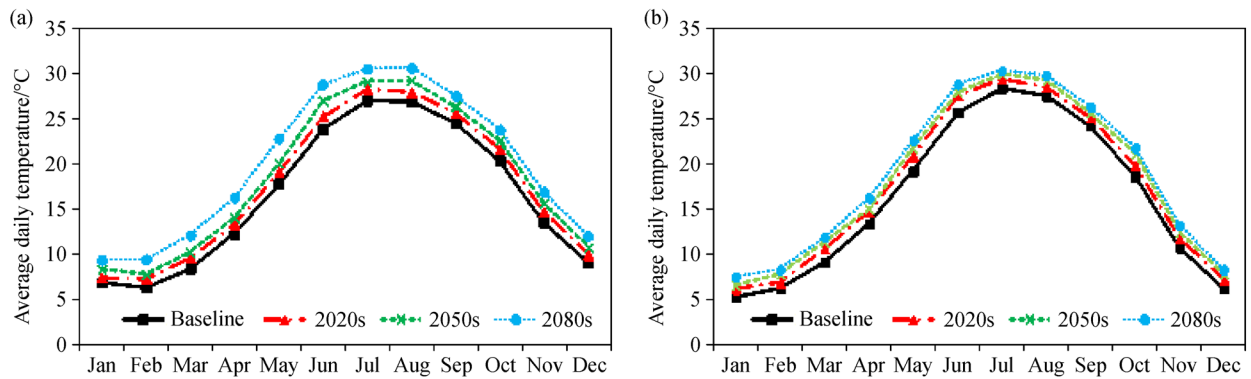 (a)
Average daily temperature/°C
35
30
25
20
15
10
5
0
Baseline 2020s 2050s 2080s
Jan Feb Mar Apr May Jun Jul Aug Sep Oct Nov Dec
(b)
Average daily temperature/°C
35
30
25
20
15
10
5
0
Baseline 2020s 2050s 2080s
Jan Feb Mar Apr May Jun Jul Aug Sep Oct Nov Dec